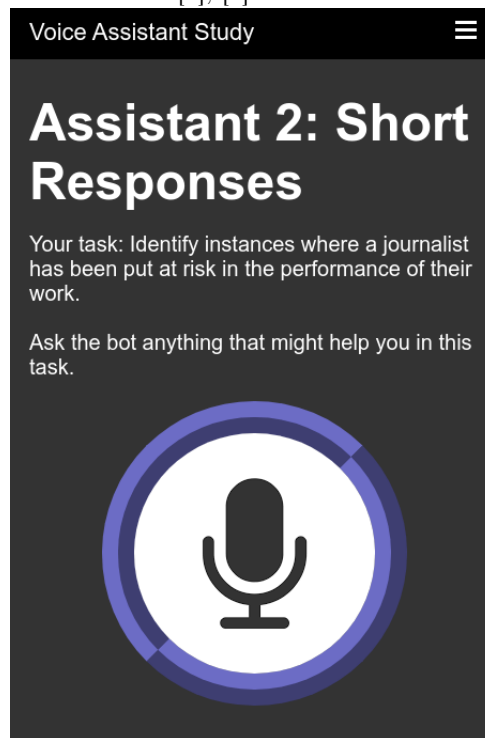 Voice Assistant Study
Assistant 2: Short
Responses
Your task: Identify instances where a journalist
has been put at risk in the performance of their
work.
Ask the bot anything that might help you in this
task.